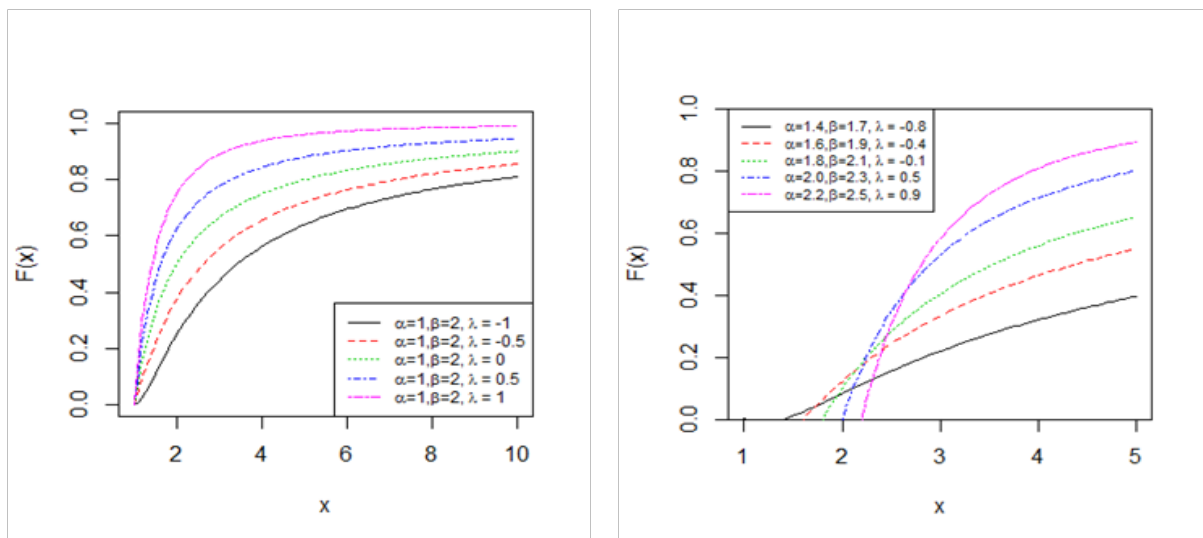 F(x)
1.0
0.8
0.6
0.4
0.2
0.0
α=1,β=2, λ = -1
α=1,β=2, λ = -0.5
α=1,β=2, λ = 0
α=1,β=2, λ = 0.5
α=1,β=2, λ = 1
2 4 6 8 10
x
F(x)
1.0
0.8
0.6
0.4
0.2
0.0
α=1.4,β=1.7, λ = -0.8
α=1.6,β=1.9, λ = -0.4
α=1.8,β=2.1, λ = -0.1
α=2.0,β=2.3, λ = 0.5
α=2.2,β=2.5, λ = 0.9
1 2 3 4 5
x